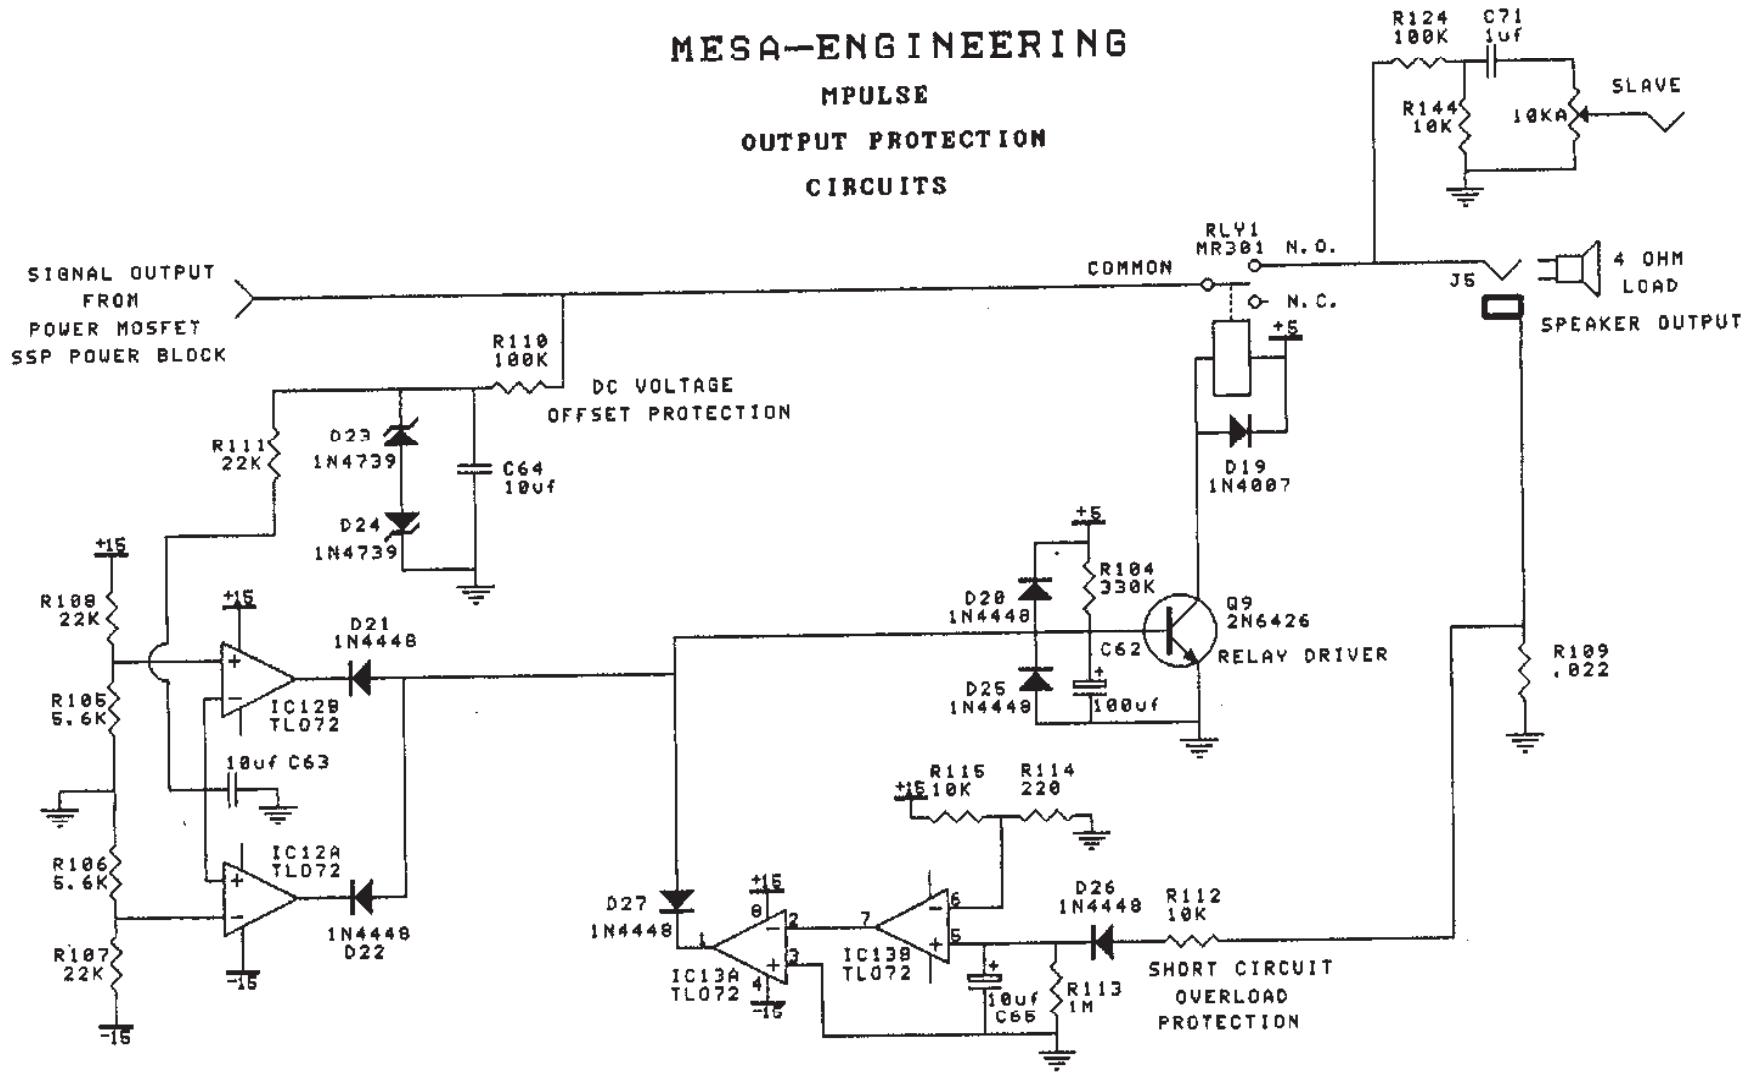 MESA-ENGINEERING
MPULSE
OUTPUT PROTECTION
CIRCUITS
R124
100K
C71
1uf
R144
10K
10KA
SLAVE
SIGNAL OUTPUT
FROM
POWER MOSFET
SSP POWER BLOCK
COMMON
RLY1
MR301
N.O.
N.C.
+5
J5
4 OHM
LOAD
SPEAKER OUTPUT
R110
100K
DC VOLTAGE
OFFSET PROTECTION
R111
22K
D23
1N4739
C64
10uf
D24
1N4739
D19
1N4007
+15
R108
22K
+15
D21
1N4448
+
-
IC12B
TL072
R105
5.6K
10uf C63
+5
D20
1N4448
R104
330K
Q9
2N6426
RELAY DRIVER
C62
+
100uf
D25
1N4448
R109
.022
R106
5.6K
IC12A
TL072
+
-
1N4448
D22
R107
22K
-15
-15
+15
R115
10K
R114
220
D27
1N4448
+15
8
1
2
-
3
+
4
-15
IC13A
TL072
7
6
-
5
+
IC13B
TL072
D26
1N4448
R112
10K
+
10uf
C65
R113
1M
SHORT CIRCUIT
OVERLOAD
PROTECTION